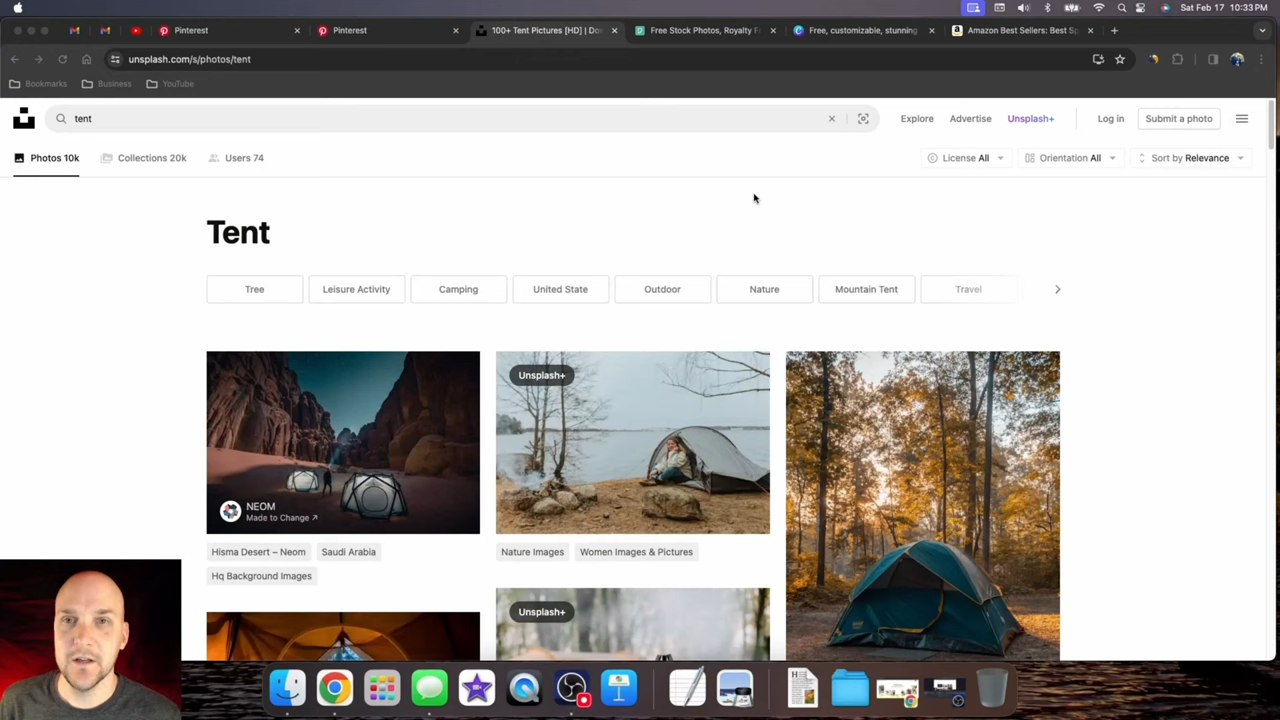 Sat Feb 17 10:33 PM
Pinterest
Pinterest
100+ Tent Pictures [HD] | Do
Free Stock Photos, Royalty F
Free, customizable, stunning
Amazon Best Sellers: Best Sp
unsplash.com/s/photos/tent
Bookmarks
Business
YouTube
tent
Explore
Advertise
Unsplash+
Log in
Submit a photo
Photos 10k
Collections 20k
Users 74
License All
Orientation All
Sort by Relevance
Tent
Tree
Leisure Activity
Camping
United State
Outdoor
Nature
Mountain Tent
Travel
Unsplash+
NEOM
Made to Change ↗
Hisma Desert – Neom
Saudi Arabia
Nature Images
Women Images & Pictures
Hq Background Images
Unsplash+